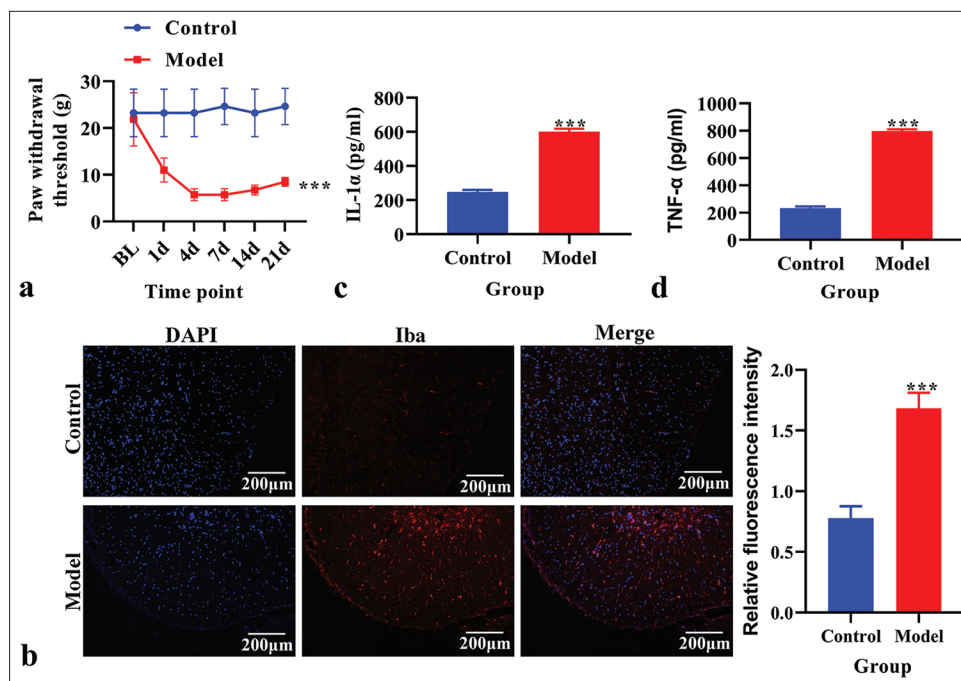 Control
Model
Paw withdrawal
threshold (g)
30
20
10
0
***
BL
1d
4d
7d
14d
21d
Time point
a
IL-1α (pg/ml)
800
600
400
200
0
***
Control
Model
Group
c
TNF-α (pg/ml)
1000
800
600
400
200
0
***
Control
Model
Group
d
DAPI
Iba
Merge
Control
200μm
200μm
200μm
Model
200μm
200μm
200μm
b
Relative fluorescence intensity
2.0
1.5
1.0
0.5
0.0
***
Control
Model
Group